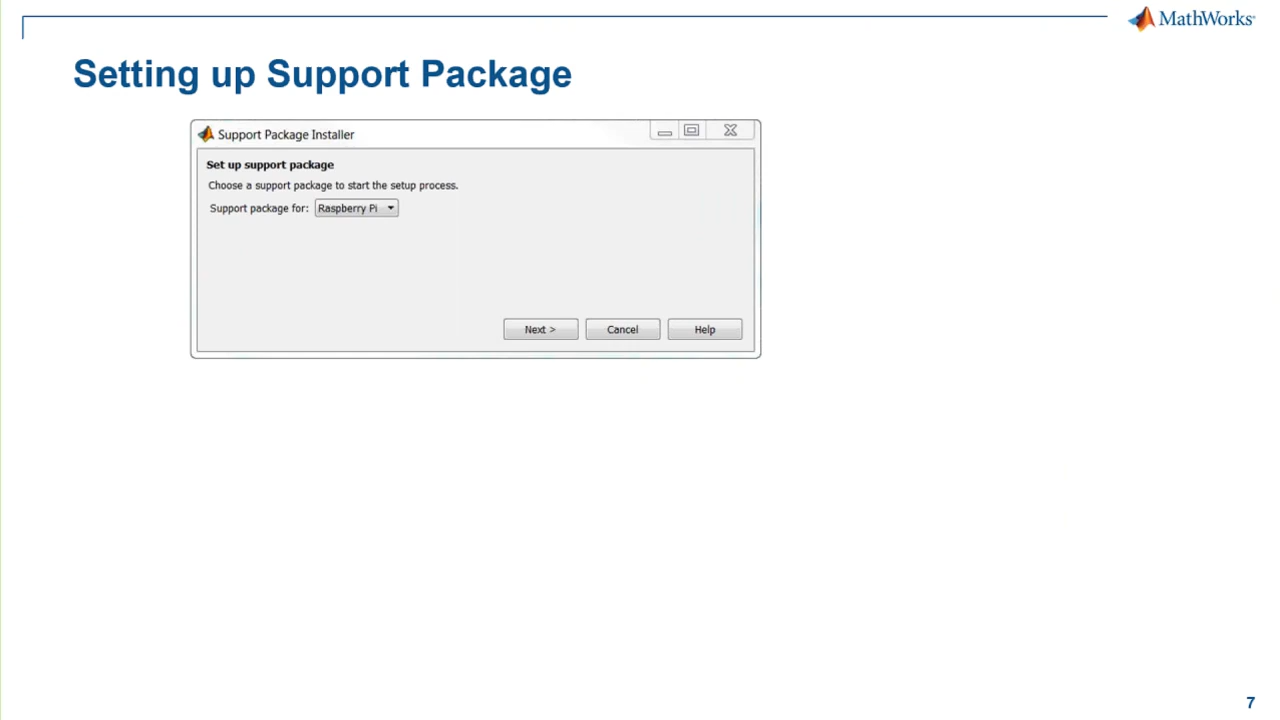 MathWorks®
Setting up Support Package
Support Package Installer
Set up support package
Choose a support package to start the setup process.
Support package for: Raspberry Pi
Next > Cancel Help
7